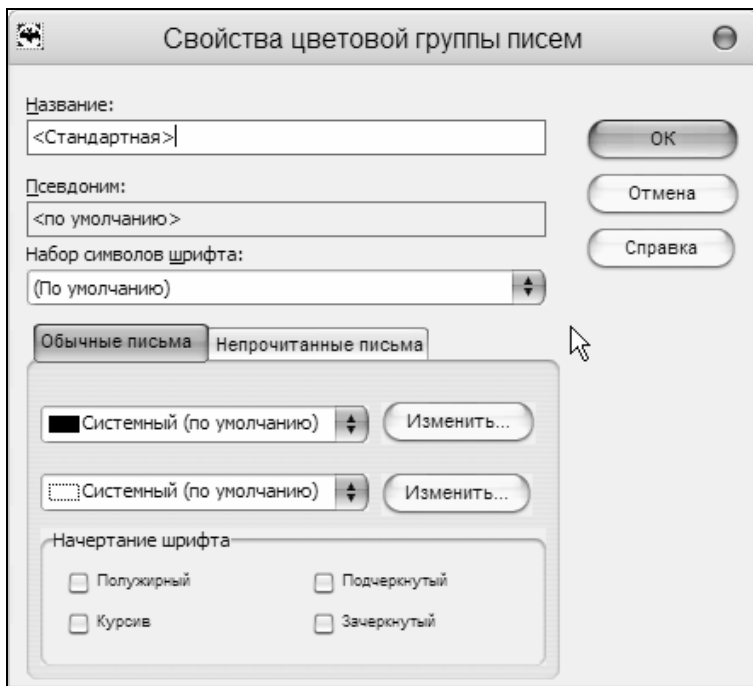 Свойства цветовой группы писем
Название:
<Стандартная>
OK
Псевдоним:
Отмена
<по умолчанию>
Набор символов шрифта:
Справка
(По умолчанию)
Обычные письма
Непрочитанные письма
Системный (по умолчанию)
Изменить...
Системный (по умолчанию)
Изменить...
Начертание шрифта
Полужирный
Подчеркнутый
Курсив
Зачеркнутый